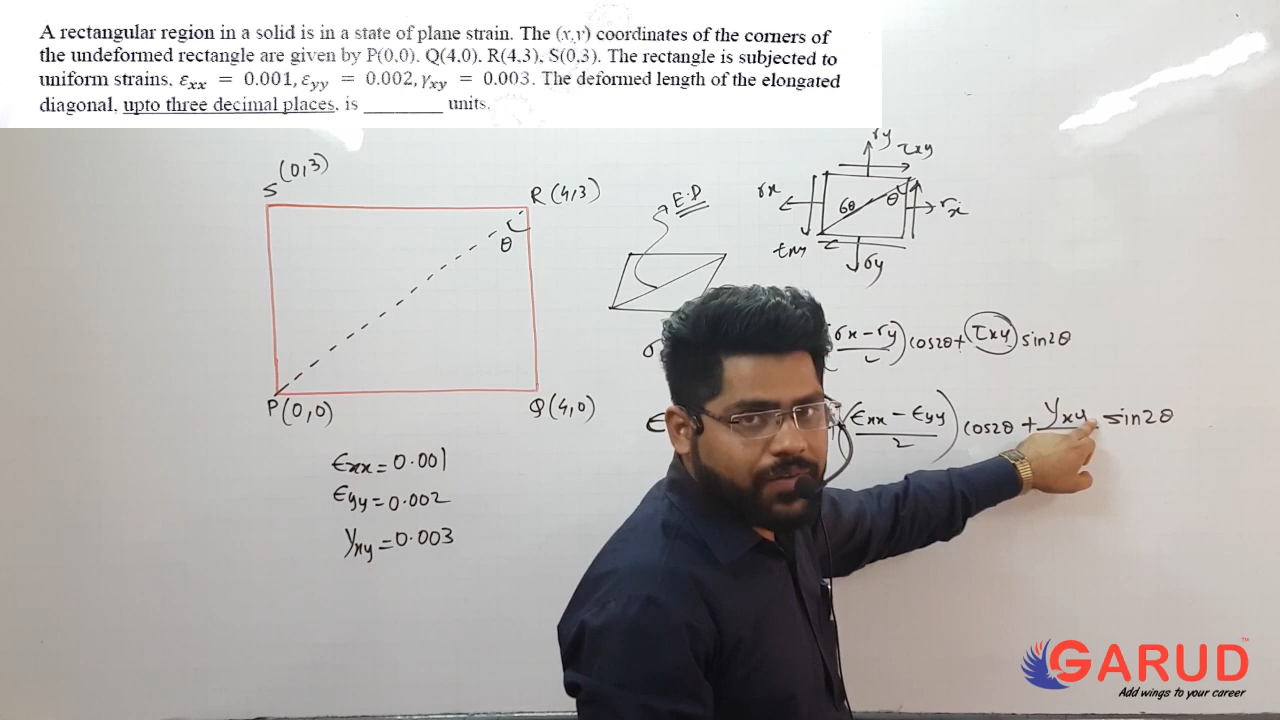 A rectangular region in a solid is in a state of plane strain. The (x,y) coordinates of the corners of
the undeformed rectangle are given by P(0,0), Q(4,0), R(4,3), S(0,3). The rectangle is subjected to
uniform strains, εxx = 0.001, εyy = 0.002, γxy = 0.003. The deformed length of the elongated
diagonal, upto three decimal places, is ________ units.
S (0,3)
R (4,3)
θ
P(0,0)
Q(4,0)
εxx = 0.001
εyy = 0.002
γxy = 0.003
E.D
σy
τxy
σx
6θ
θ
σx
τxy
σy
σ
(σx-σy/2) cos2θ + τxy sin2θ
ε
(εxx - εyy/2) cos2θ + γxy sin2θ
GARUD™
Add wings to your career